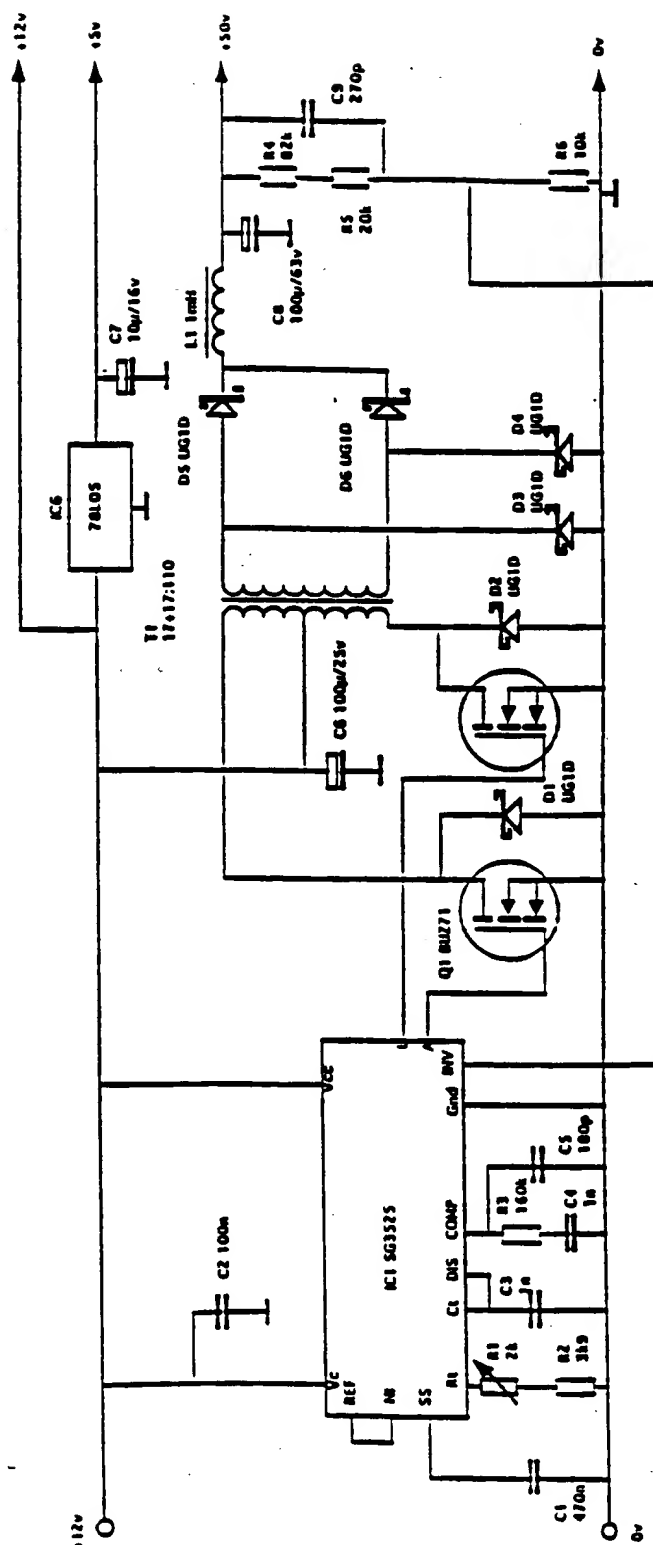 +12v
+5v
+50v
0v
C7
10µ/16v
IC6
78L05
T1
17+17:110
L1 1mH
C8
100µ/63v
R4
82k
R5
20k
C9
270p
R6
10k
D5 UG1D
D6 UG1D
D4
UG1D
D3
UG1D
D2
UG1D
D1
UG1D
C6 100µ/25v
Q1 BUZ71
C2 100n
IC1 SG3525
Vc
Vcc
REF
NI
SS
Rt
Ct
DIS
COMP
Gnd
INV
A
R1
2k
R2
3k9
C3
1n
R3
160k
C4
1n
C5
180p
C1
470n
+12v
0v